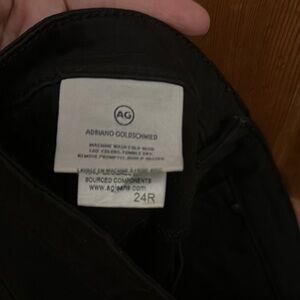 AG
ADRIANO GOLDSCHMIED
MACHINE WASH COLD WITH
LIKE COLORS. TUMBLE DRY.
REMOVE PROMPTLY.
SOURCED COMPONENTS
www.agjeans.com
24R